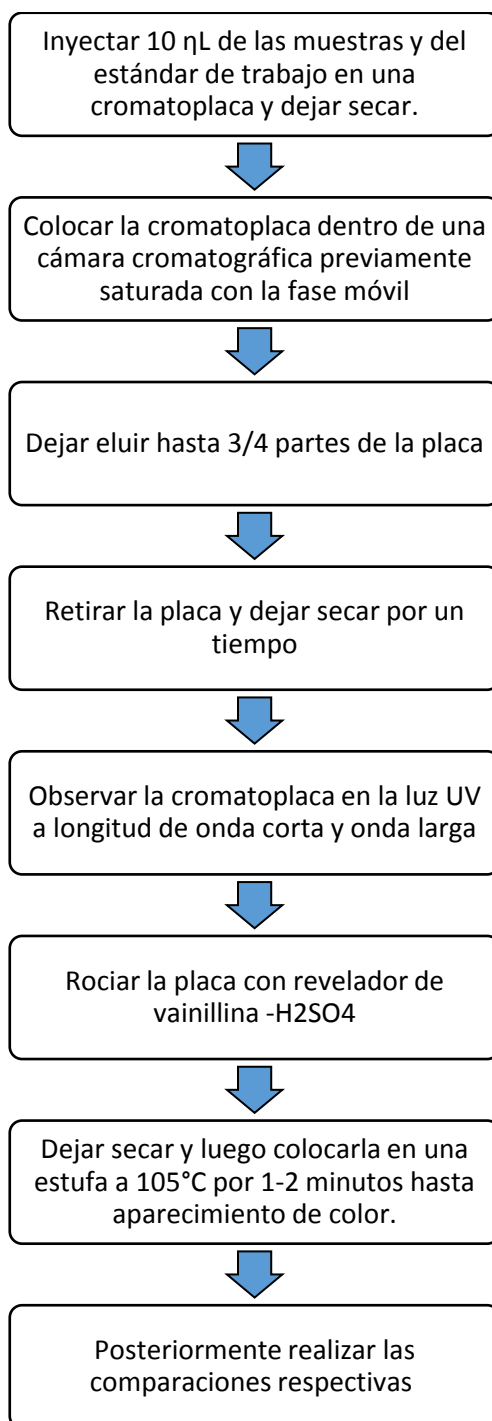 Inyectar 10 ηL de las muestras y del
estándar de trabajo en una
cromatoplaca y dejar secar.
Colocar la cromatoplaca dentro de una
cámara cromatográfica previamente
saturada con la fase móvil
Dejar eluir hasta 3/4 partes de la placa
Retirar la placa y dejar secar por un
tiempo
Observar la cromatoplaca en la luz UV
a longitud de onda corta y onda larga
Rociar la placa con revelador de
vainillina -H2SO4
Dejar secar y luego colocarla en una
estufa a 105°C por 1-2 minutos hasta
aparecimiento de color.
Posteriormente realizar las
comparaciones respectivas